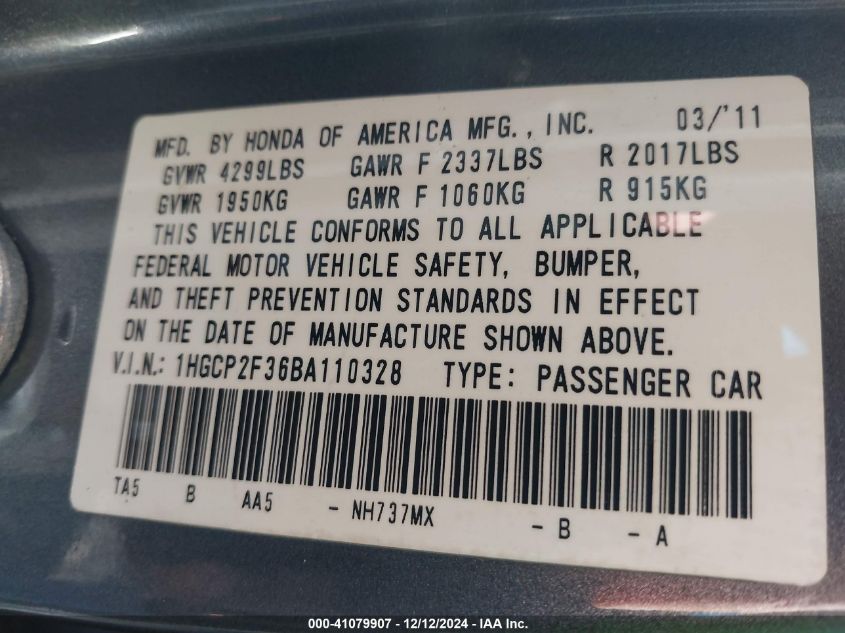 MFD. BY HONDA OF AMERICA MFG., INC. 03/'11
GVWR 4299LBS GAWR F 2337LBS R 2017LBS
GVWR 1950KG GAWR F 1060KG R 915KG
THIS VEHICLE CONFORMS TO ALL APPLICABLE
FEDERAL MOTOR VEHICLE SAFETY, BUMPER,
AND THEFT PREVENTION STANDARDS IN EFFECT
ON THE DATE OF MANUFACTURE SHOWN ABOVE.
V.I.N.: 1HGCP2F36BA110328 TYPE: PASSENGER CAR
TA5 B AA5 - NH737MX - B - A
000-41079907 - 12/12/2024 - IAA Inc.